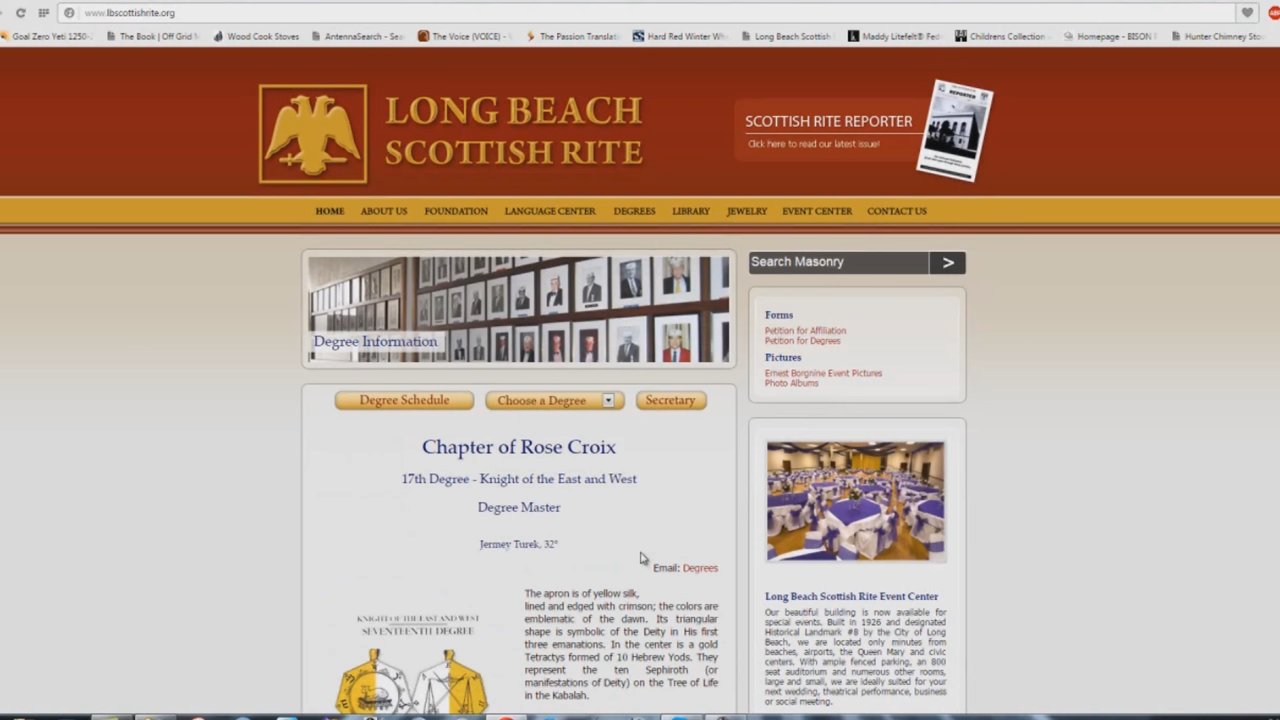 www.lbscottishrite.org
Goal Zero Yeti 1250-
The Book | Off Grid
Wood Cook Stoves
AntennaSearch - Sea
The Voice (VOICE) -
The Passion Translati
Hard Red Winter Wh
Long Beach Scottish
Maddy Litefelt® Fed
Childrens Collection
Homepage - BISON
Hunter Chimney Sto
LONG BEACH
SCOTTISH RITE
SCOTTISH RITE REPORTER
Click here to read our latest issue!
REPORTER
HOME ABOUT US FOUNDATION LANGUAGE CENTER DEGREES LIBRARY JEWELRY EVENT CENTER CONTACT US
Degree Information
Degree Schedule
Choose a Degree
Secretary
Chapter of Rose Croix
17th Degree - Knight of the East and West
Degree Master
Jermey Turek, 32°
Email: Degrees
The apron is of yellow silk,
lined and edged with crimson; the colors are
emblematic of the dawn. Its triangular
shape is symbolic of the Deity in His first
three emanations. In the center is a gold
Tetractys formed of 10 Hebrew Yods. They
represent the ten Sephiroth (or
manifestations of Deity) on the Tree of Life
in the Kabalah.
KNIGHT OF THE EAST AND WEST
SEVENTEENTH DEGREE
Search Masonry >
Forms
Petition for Affiliation
Petition for Degrees
Pictures
Ernest Borgnine Event Pictures
Photo Albums
Long Beach Scottish Rite Event Center
Our beautiful building is now available for
special events. Built in 1926 and designated
Historical Landmark #8 by the City of Long
Beach, we are located only minutes from
beaches, airports, the Queen Mary and civic
centers. With ample fenced parking, an 800
seat auditorium and numerous other rooms,
large and small, we are ideally suited for your
next wedding, theatrical performance, business
or social meeting.